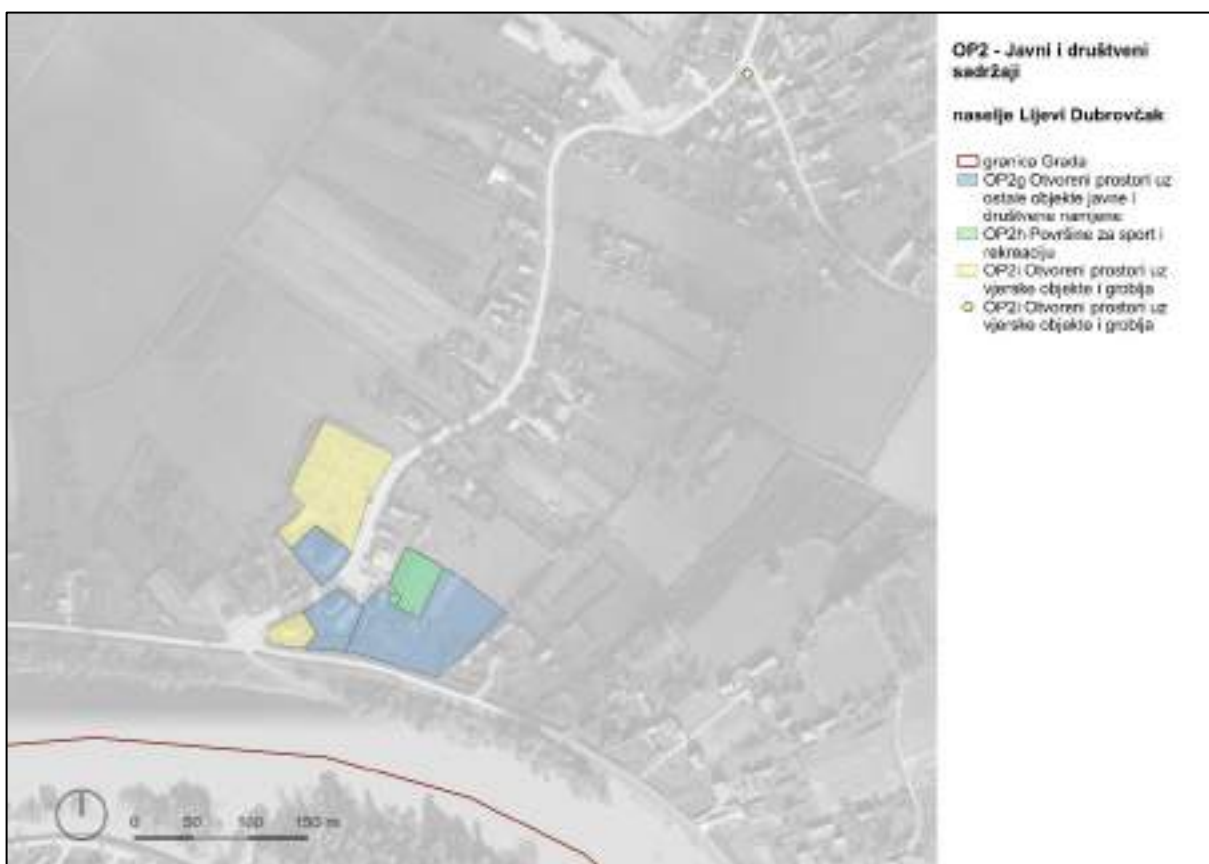 OP2 - Javni i društveni
sadržaji
naselje Lijevi Dubrovčak
granica Grada
OP2g Otvoreni prostori uz
ostale objekte javne i
društvene namjene
OP2h Površine za sport i
rekreaciju
OP2i Otvoreni prostori uz
vjerske objekte i groblja
OP2i Otvoreni prostori uz
vjerske objekte i groblja
0 50 100 150 m